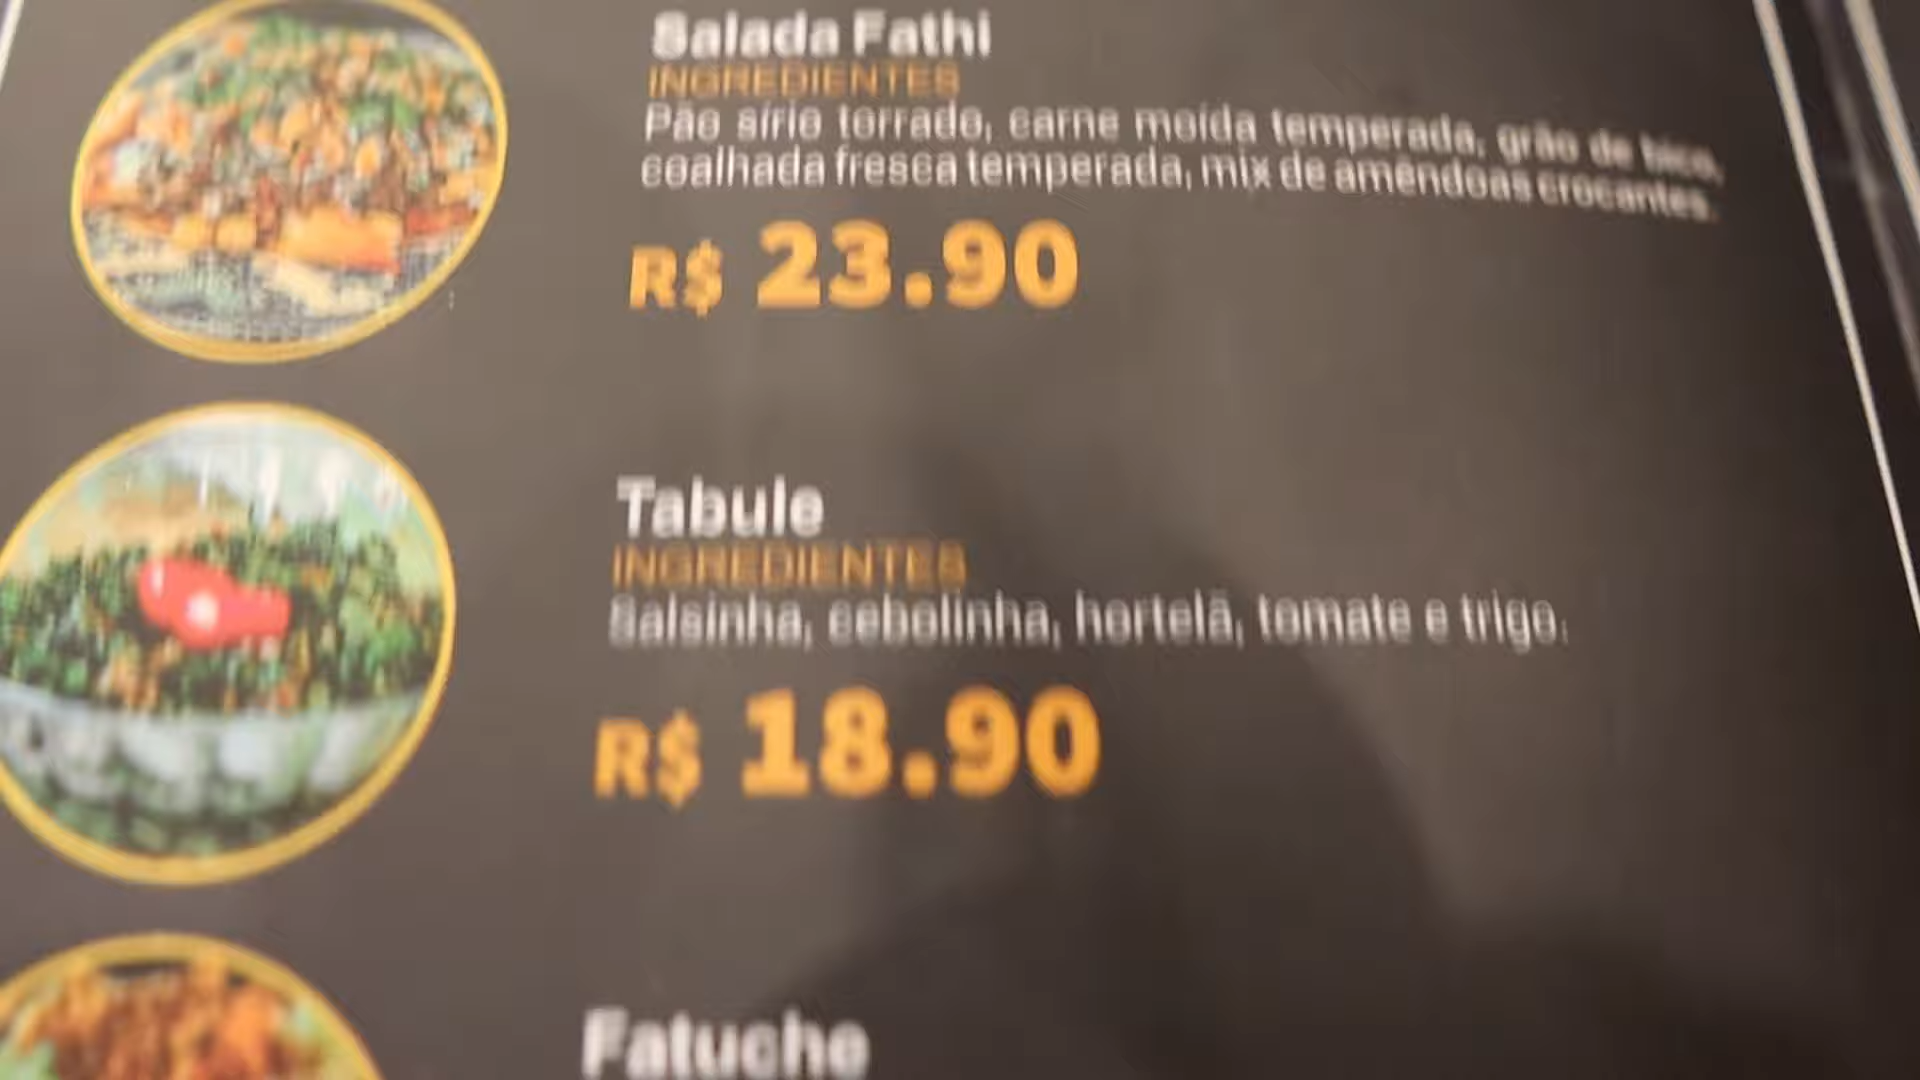 Salada Fathi
INGREDIENTES
Pão sírio torrado, carne moída temperada, grão de bico,
coalhada fresca temperada, mix de amêndoas crocantes.
R$ 23.90
Tabule
INGREDIENTES
Salsinha, cebolinha, hortelã, tomate e trigo.
R$ 18.90
Fatuche